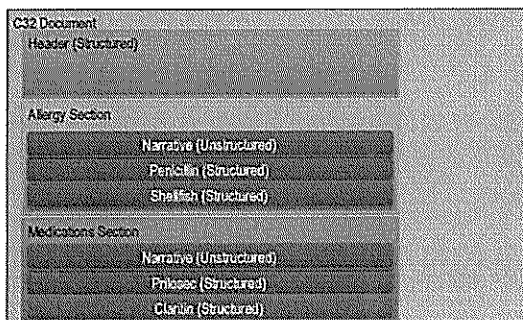 C32 Document
Header (Structured)
Allergy Section
Narrative (Unstructured)
Penicillin (Structured)
Shellfish (Structured)
Medications Section
Narrative (Unstructured)
Prilosec (Structured)
Claritin (Structured)